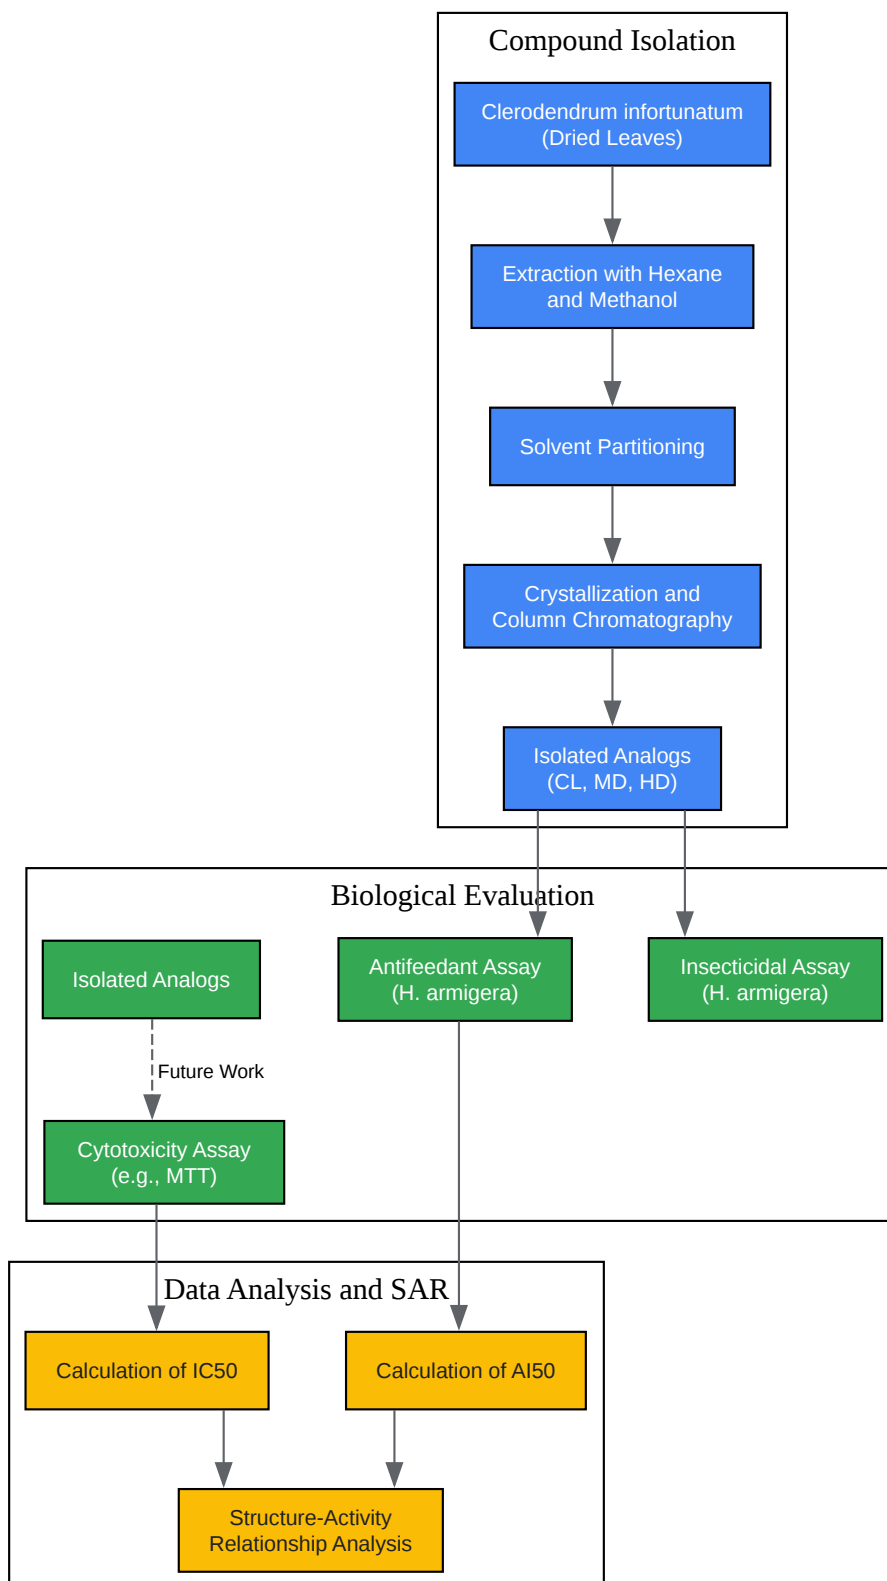 Compound Isolation
Clerodendrum infortunatum
(Dried Leaves)
Extraction with Hexane
and Methanol
Solvent Partitioning
Crystallization and
Column Chromatography
Isolated Analogs
(CL, MD, HD)
Biological Evaluation
Isolated Analogs
Antifeedant Assay
(H. armigera)
Insecticidal Assay
(H. armigera)
Future Work
Cytotoxicity Assay
(e.g., MTT)
Data Analysis and SAR
Calculation of IC50
Calculation of AI50
Structure-Activity
Relationship Analysis